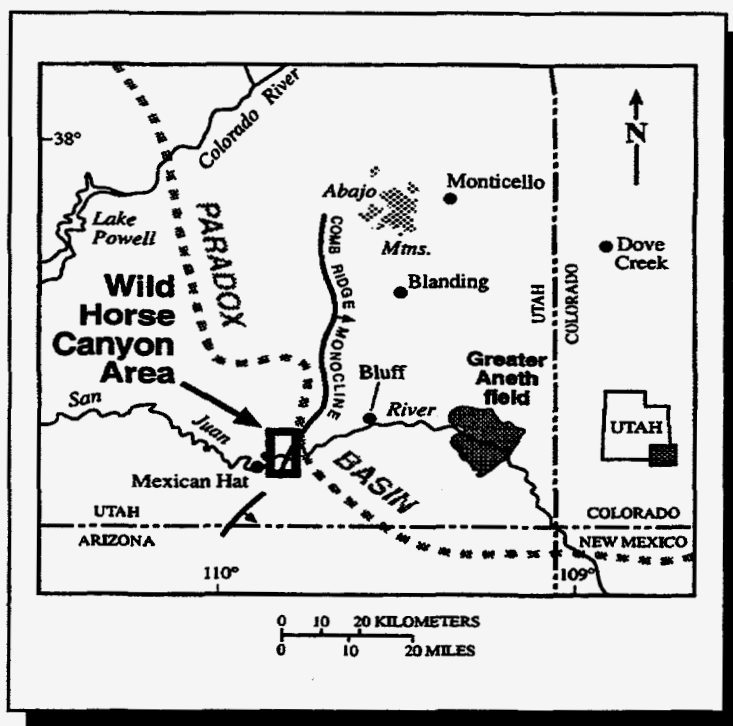 38°
Colorado River
N
Abajo
Mtns.
Monticello
Lake
Powell
PARADOX
COMB RIDGE MONOCLINE
Dove
Creek
Blanding
UTAH
COLORADO
Wild
Horse
Canyon
Area
Greater
Aneth
field
Bluff
San
Juan
River
UTAH
BASIN
Mexican Hat
UTAH
ARIZONA
COLORADO
NEW MEXICO
110°
109°
0 10 20 KILOMETERS
0 10 20 MILES